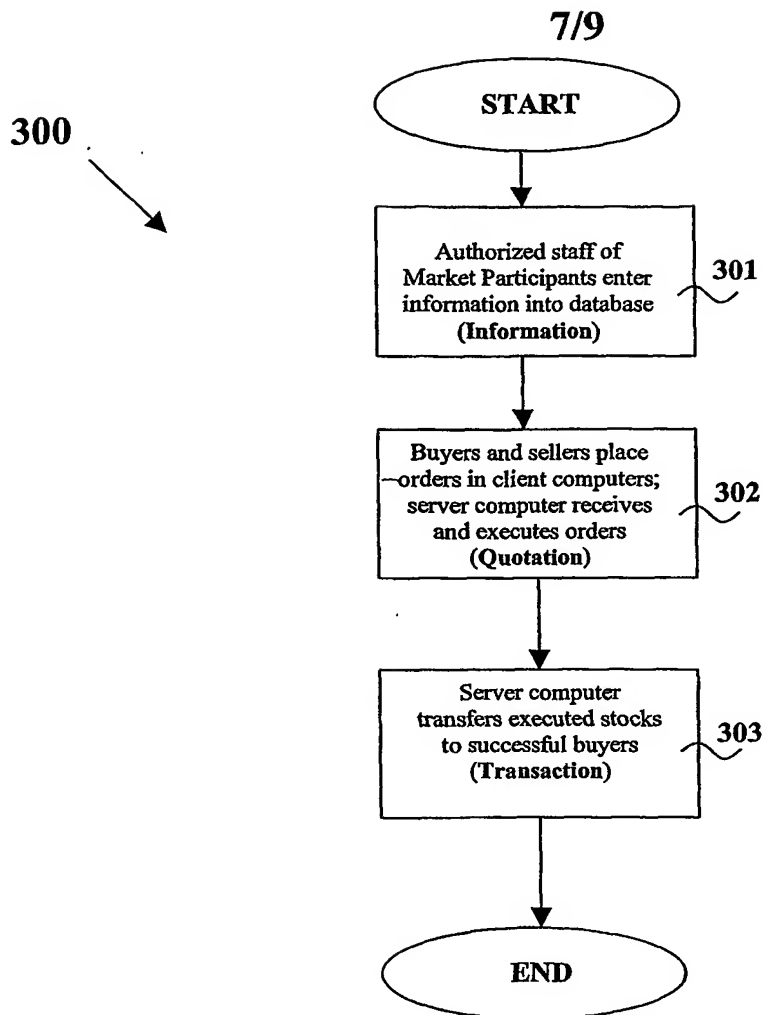 7/9
START
300
Authorized staff of
Market Participants enter
information into database
(Information)
301
Buyers and sellers place
orders in client computers;
server computer receives
and executes orders
(Quotation)
302
Server computer
transfers executed stocks
to successful buyers
(Transaction)
303
END